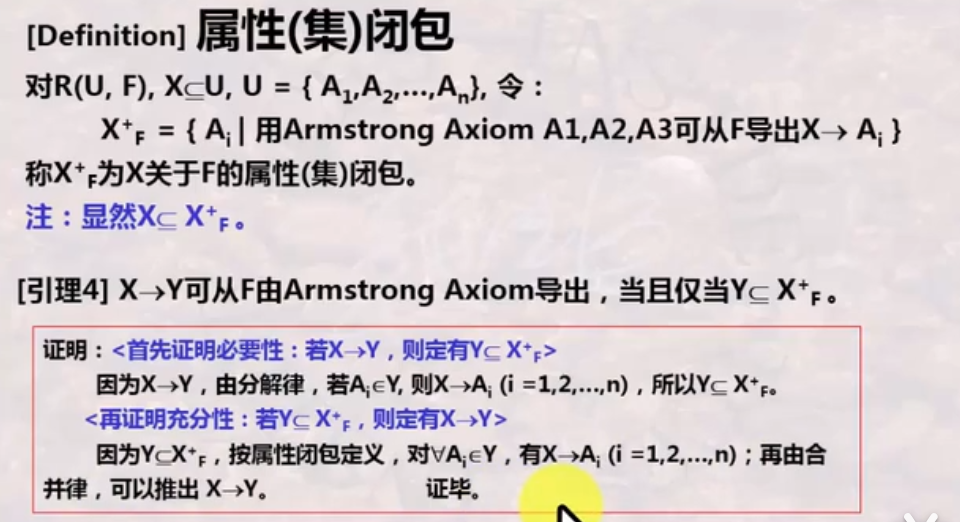 [Definition] 属性(集)闭包
对R(U, F), X⊆U, U = { A₁,A₂,...,Aₙ}, 令：
X⁺F = { Aᵢ | 用Armstrong Axiom A1,A2,A3可从F导出X→ Aᵢ }
称X⁺F为X关于F的属性(集)闭包。
注：显然X⊆ X⁺F。
[引理4] X→Y可从F由Armstrong Axiom导出，当且仅当Y⊆ X⁺F。
证明：<首先证明必要性：若X→Y，则定有Y⊆ X⁺F>
因为X→Y，由分解律，若Aᵢ∈Y, 则X→Aᵢ (i =1,2,...,n)，所以Y⊆ X⁺F。
<再证明充分性：若Y⊆ X⁺F，则定有X→Y>
因为Y⊆X⁺F，按属性闭包定义，对∀Aᵢ∈Y，有X→Aᵢ (i =1,2,...,n)；再由合
并律，可以推出 X→Y。 证毕。